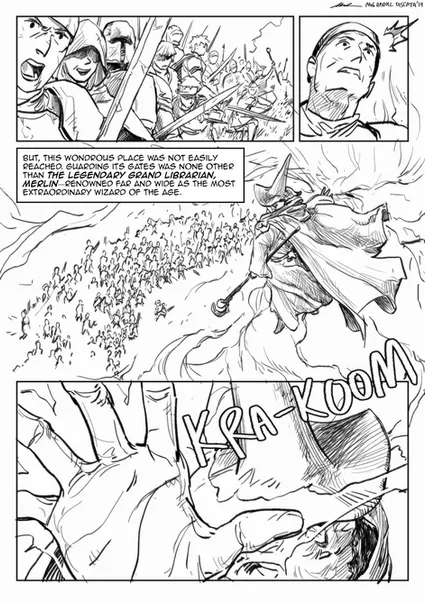 BUT, THIS WONDROUS PLACE WAS NOT EASILY
REACHED. GUARDING ITS GATES WAS NONE OTHER
THAN THE LEGENDARY GRAND LIBRARIAN,
MERLIN—RENOWNED FAR AND WIDE AS THE MOST
EXTRAORDINARY WIZARD OF THE AGE.
KRA-KOOM